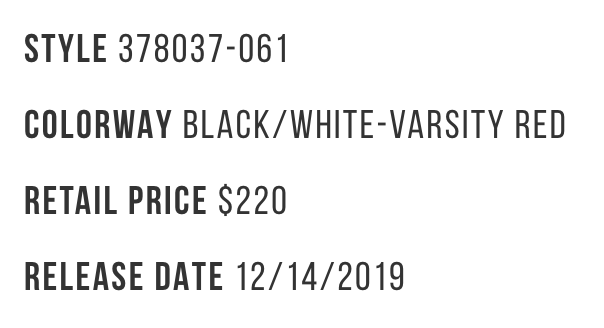 STYLE 378037-061
COLORWAY BLACK/WHITE-VARSITY RED
RETAIL PRICE $220
RELEASE DATE 12/14/2019